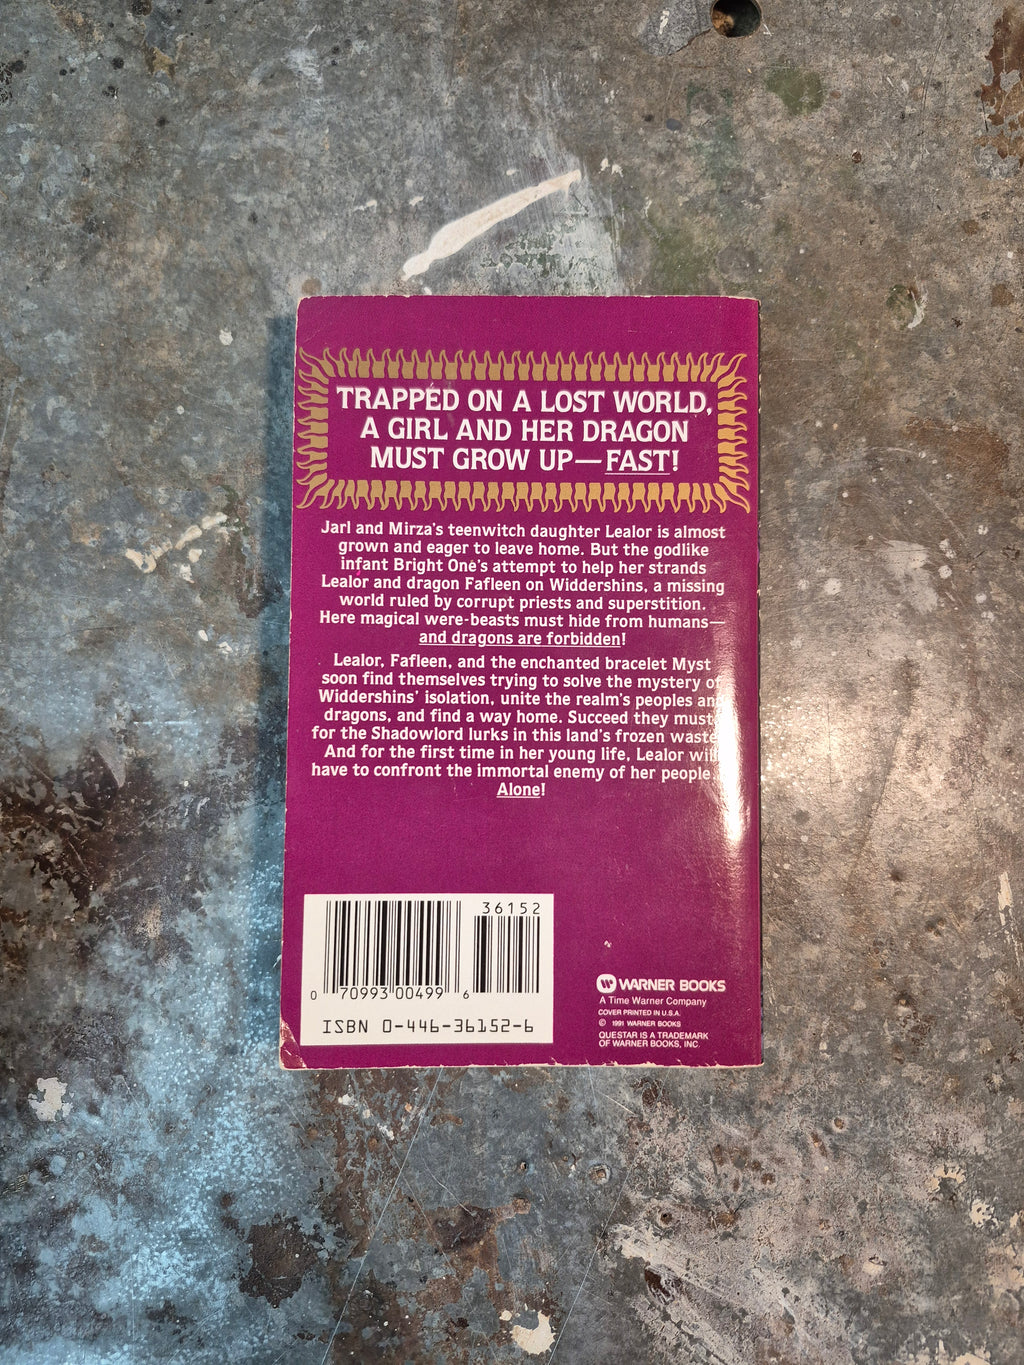 TRAPPED ON A LOST WORLD,
A GIRL AND HER DRAGON
MUST GROW UP—FAST!
Jarl and Mirza's teenwitch daughter Lealor is almost
grown and eager to leave home. But the godlike
infant Bright One's attempt to help her strands
Lealor and dragon Fafleen on Widdershins, a missing
world ruled by corrupt priests and superstition.
Here magical were-beasts must hide from humans—
and dragons are forbidden!
Lealor, Fafleen, and the enchanted bracelet Myst
soon find themselves trying to solve the mystery of
Widdershins' isolation, unite the realm's peoples and
dragons, and find a way home. Succeed they must,
for the Shadowlord lurks in this land's frozen waste.
And for the first time in her young life, Lealor will
have to confront the immortal enemy of her people.
Alone!
36152
0 70993 00499 6
ISBN 0-446-36152-6
WARNER BOOKS
A Time Warner Company
COVER PRINTED IN U.S.A.
© 1991 WARNER BOOKS
QUESTAR IS A TRADEMARK
OF WARNER BOOKS, INC.